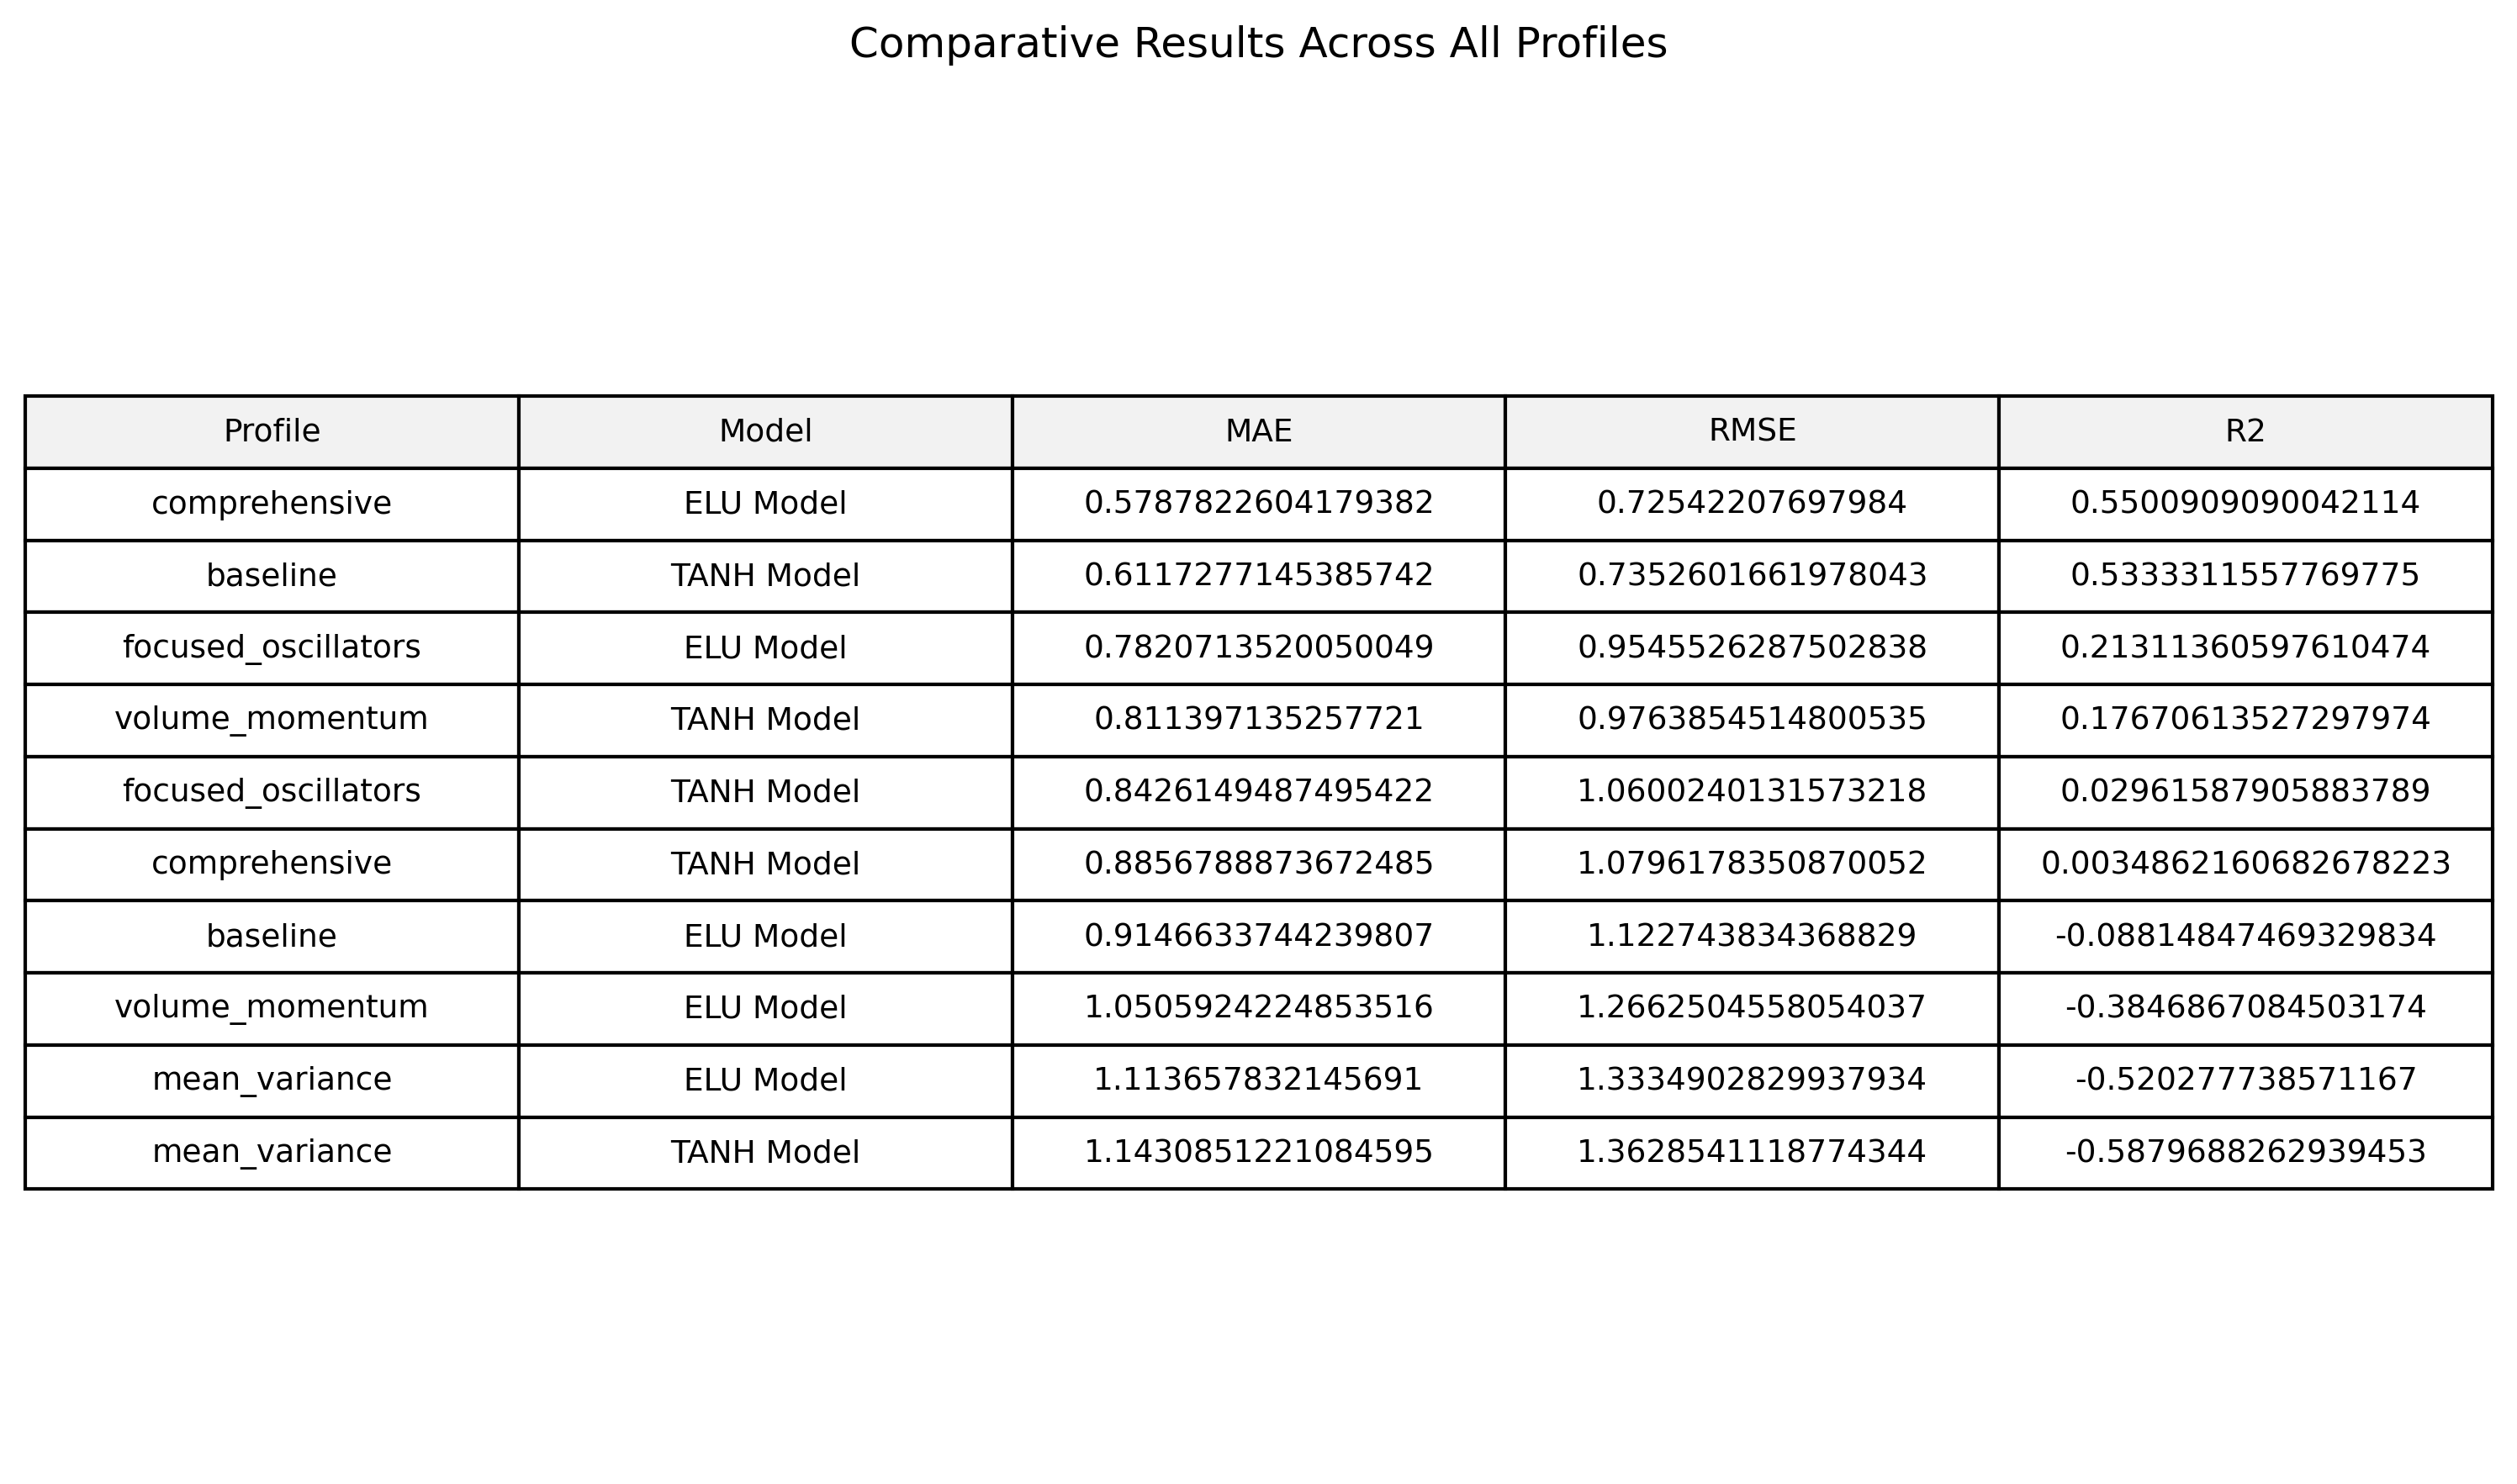 Comparative Results Across All Profiles
Profile Model MAE RMSE R2
comprehensive ELU Model 0.5787822604179382 0.72542207697984 0.5500909090042114
baseline TANH Model 0.6117277145385742 0.7352601661978043 0.5333311557769775
focused_oscillators ELU Model 0.7820713520050049 0.9545526287502838 0.21311360597610474
volume_momentum TANH Model 0.811397135257721 0.9763854514800535 0.17670613527297974
focused_oscillators TANH Model 0.8426149487495422 1.0600240131573218 0.02961587905883789
comprehensive TANH Model 0.8856788873672485 1.0796178350870052 0.0034862160682678223
baseline ELU Model 0.9146633744239807 1.122743834368829 -0.08814847469329834
volume_momentum ELU Model 1.0505924224853516 1.2662504558054037 -0.3846867084503174
mean_variance ELU Model 1.113657832145691 1.3334902829937934 -0.520277738571167
mean_variance TANH Model 1.1430851221084595 1.3628541118774344 -0.5879688262939453